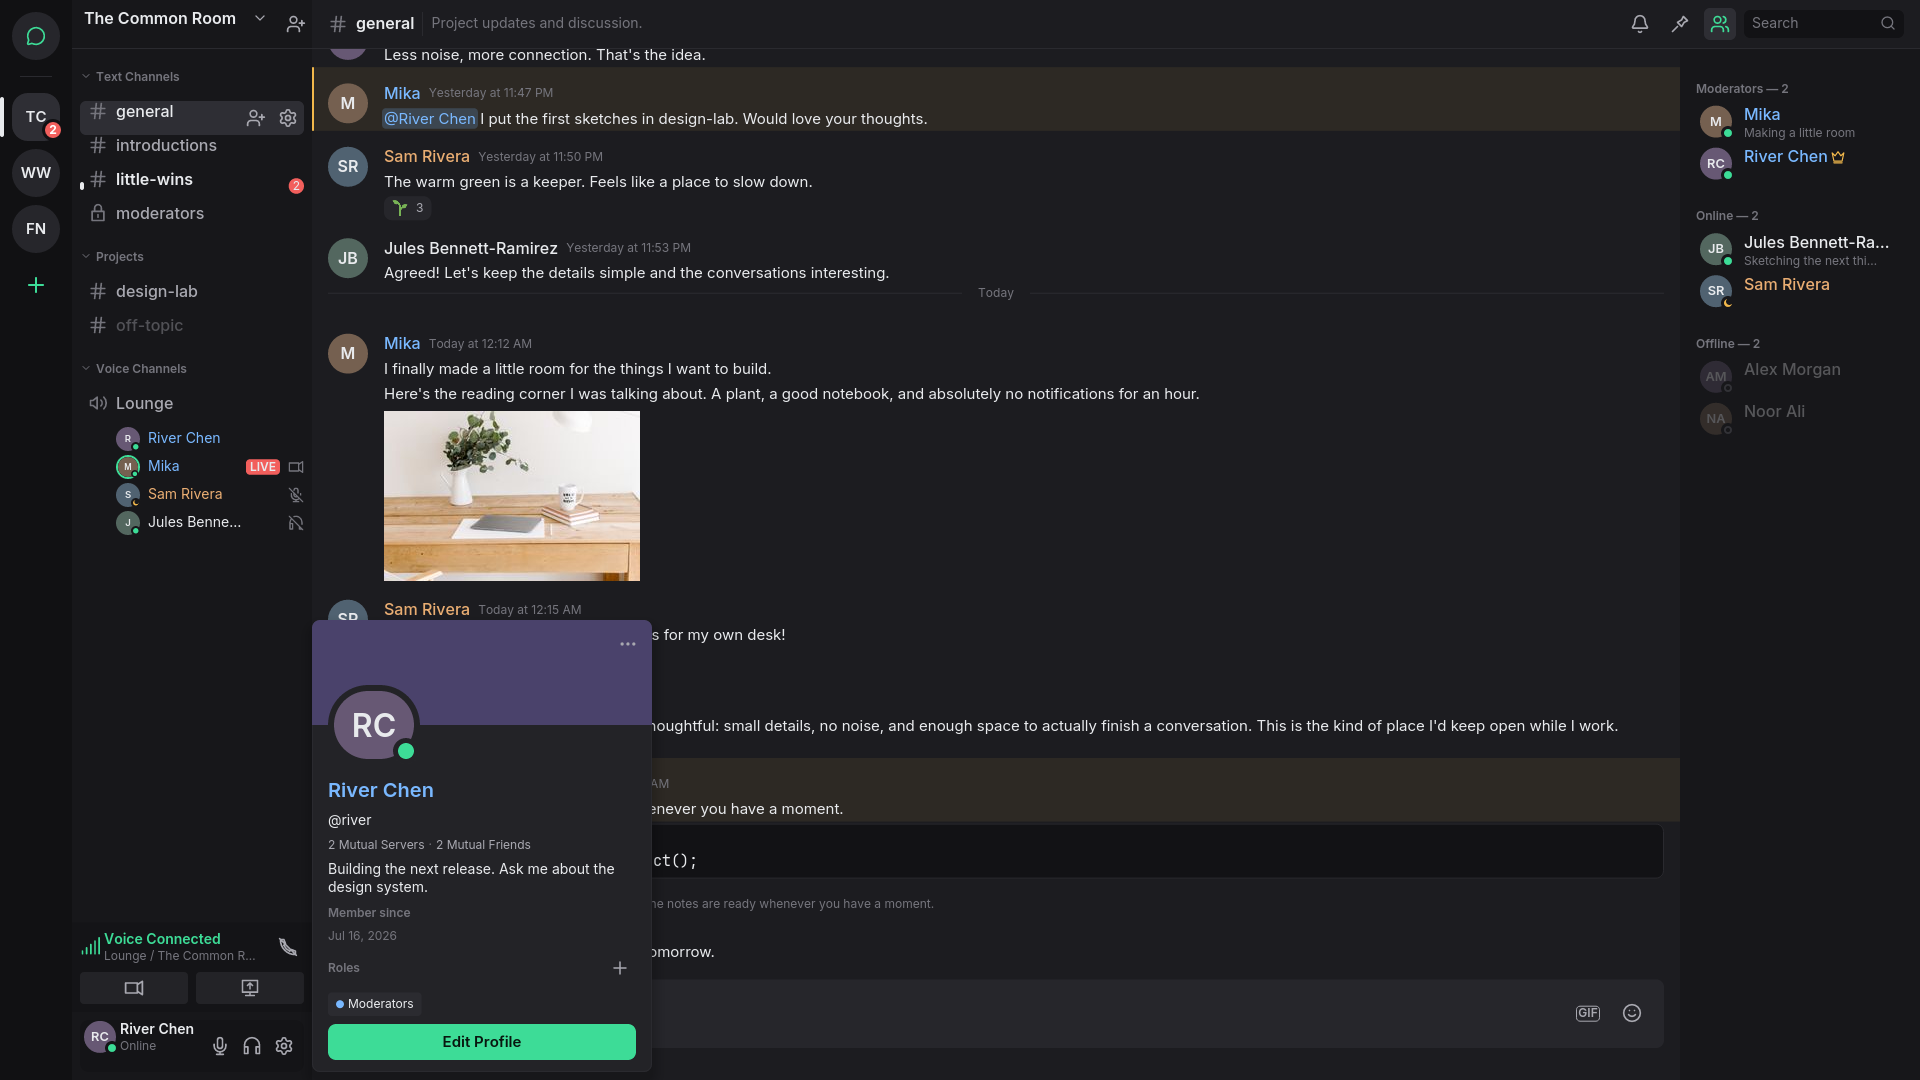 The Common Room
general
Project updates and discussion.
Search
TC
2
WW
FN
Text Channels
general
introductions
little-wins
2
moderators
Projects
design-lab
off-topic
Voice Channels
Lounge
R
River Chen
M
Mika
LIVE
S
Sam Rivera
J
Jules Benne...
Voice Connected
Lounge / The Common R...
RC
River Chen
Online
Less noise, more connection. That's the idea.
M
Mika
Yesterday at 11:47 PM
@River Chen I put the first sketches in design-lab. Would love your thoughts.
SR
Sam Rivera
Yesterday at 11:50 PM
The warm green is a keeper. Feels like a place to slow down.
3
JB
Jules Bennett-Ramirez
Yesterday at 11:53 PM
Agreed! Let's keep the details simple and the conversations interesting.
Today
M
Mika
Today at 12:12 AM
I finally made a little room for the things I want to build.
Here's the reading corner I was talking about. A plant, a good notebook, and absolutely no notifications for an hour.
SR
Sam Rivera
Today at 12:15 AM
s for my own desk!
houghtful: small details, no noise, and enough space to actually finish a conversation. This is the kind of place I'd keep open while I work.
AM
enever you have a moment.
ct();
ne notes are ready whenever you have a moment.
omorrow.
GIF
RC
River Chen
@river
2 Mutual Servers · 2 Mutual Friends
Building the next release. Ask me about the
design system.
Member since
Jul 16, 2026
Roles
Moderators
Edit Profile
Moderators — 2
M
Mika
Making a little room
RC
River Chen
Online — 2
JB
Jules Bennett-Ra...
Sketching the next thi...
SR
Sam Rivera
Offline — 2
AM
Alex Morgan
NA
Noor Ali